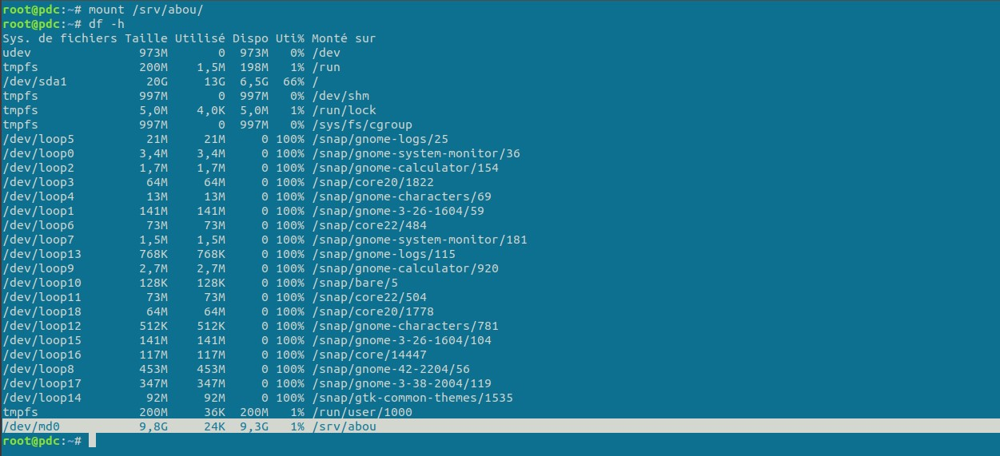 root@pdc:~# mount /srv/abou/
root@pdc:~# df -h
Sys. de fichiers Taille Utilisé Dispo Uti% Monté sur
udev 973M 0 973M 0% /dev
tmpfs 200M 1,5M 198M 1% /run
/dev/sda1 20G 13G 6,5G 66% /
tmpfs 997M 0 997M 0% /dev/shm
tmpfs 5,0M 4,0K 5,0M 1% /run/lock
tmpfs 997M 0 997M 0% /sys/fs/cgroup
/dev/loop5 21M 21M 0 100% /snap/gnome-logs/25
/dev/loop0 3,4M 3,4M 0 100% /snap/gnome-system-monitor/36
/dev/loop2 1,7M 1,7M 0 100% /snap/gnome-calculator/154
/dev/loop3 64M 64M 0 100% /snap/core20/1822
/dev/loop4 13M 13M 0 100% /snap/gnome-characters/69
/dev/loop1 141M 141M 0 100% /snap/gnome-3-26-1604/59
/dev/loop6 73M 73M 0 100% /snap/core22/484
/dev/loop7 1,5M 1,5M 0 100% /snap/gnome-system-monitor/181
/dev/loop13 768K 768K 0 100% /snap/gnome-logs/115
/dev/loop9 2,7M 2,7M 0 100% /snap/gnome-calculator/920
/dev/loop10 128K 128K 0 100% /snap/bare/5
/dev/loop11 73M 73M 0 100% /snap/core22/504
/dev/loop18 64M 64M 0 100% /snap/core20/1778
/dev/loop12 512K 512K 0 100% /snap/gnome-characters/781
/dev/loop15 141M 141M 0 100% /snap/gnome-3-26-1604/104
/dev/loop16 117M 117M 0 100% /snap/core/14447
/dev/loop8 453M 453M 0 100% /snap/gnome-42-2204/56
/dev/loop17 347M 347M 0 100% /snap/gnome-3-38-2004/119
/dev/loop14 92M 92M 0 100% /snap/gtk-common-themes/1535
tmpfs 200M 36K 200M 1% /run/user/1000
/dev/md0 9,8G 24K 9,3G 1% /srv/abou
root@pdc:~#